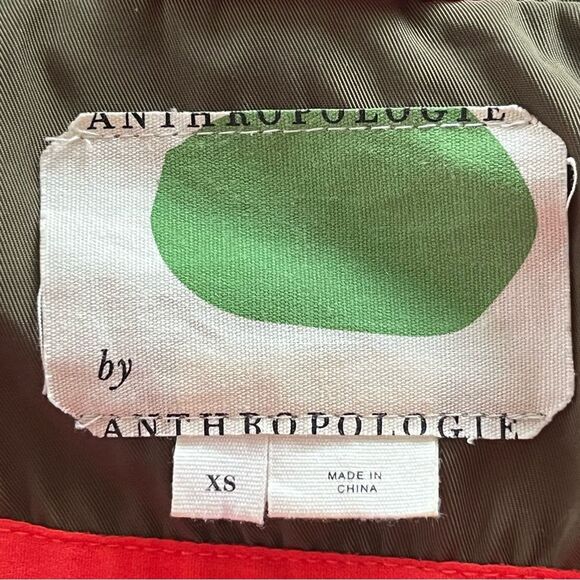 ANTHROPOLOGIE
by
ANTHROPOLOGIE
XS
MADE IN
CHINA